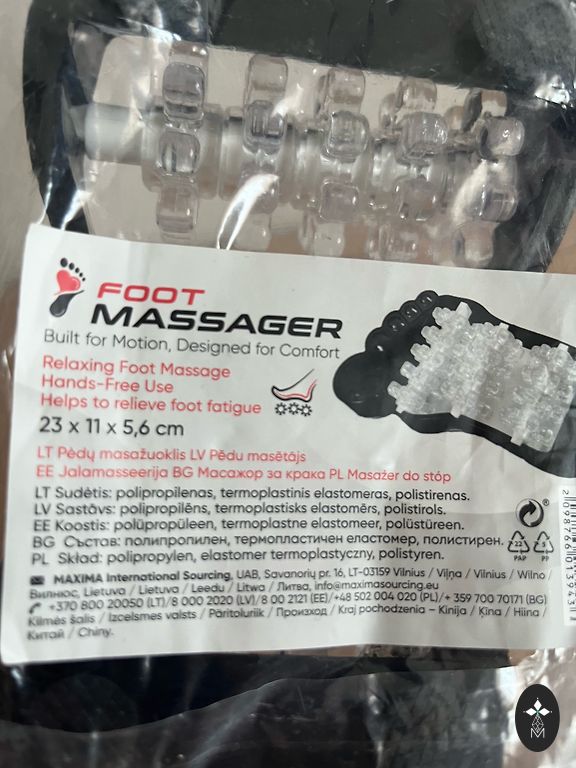 FOOT
MASSAGER
Built for Motion, Designed for Comfort
Relaxing Foot Massage
Hands-Free Use
Helps to relieve foot fatigue
23 x 11 x 5,6 cm
LT Pėdų masažuoklis LV Pēdu masētājs
EE Jalamasseerija BG Масажор за крака PL Masażer do stóp
LT Sudėtis: polipropilenas, termoplastinis elastomeras, polistirenas.
LV Sastāvs: polipropilēns, termoplastisks elastomērs, polistirols.
EE Koostis: polüpropüleen, termoplastne elastomeer, polüstüreen.
BG Състав: полипропилен, термопластичен еластомер, полистирен.
PL Skład: polipropylen, elastomer termoplastyczny, polistyren.
PAP
5
PP
MAXIMA International Sourcing, UAB, Savanorių pr. 16, LT-03159 Vilnius / Viļņa / Vilnius / Wilno /
Вилнюс, Lietuva / Lietuva / Leedu / Litwa / Литва, info@maximasourcing.eu
+370 800 20050 (LT)/8 000 2020 (LV)/8 00 2121 (EE)/+48 502 004 020 (PL)/+ 359 700 70171 (BG)
Kilmės šalis / Izcelsmes valsts / Päritoluriik / Произход / Kraj pochodzenia – Kinija / Ķīna / Hiina /
Китай / Chiny.
M